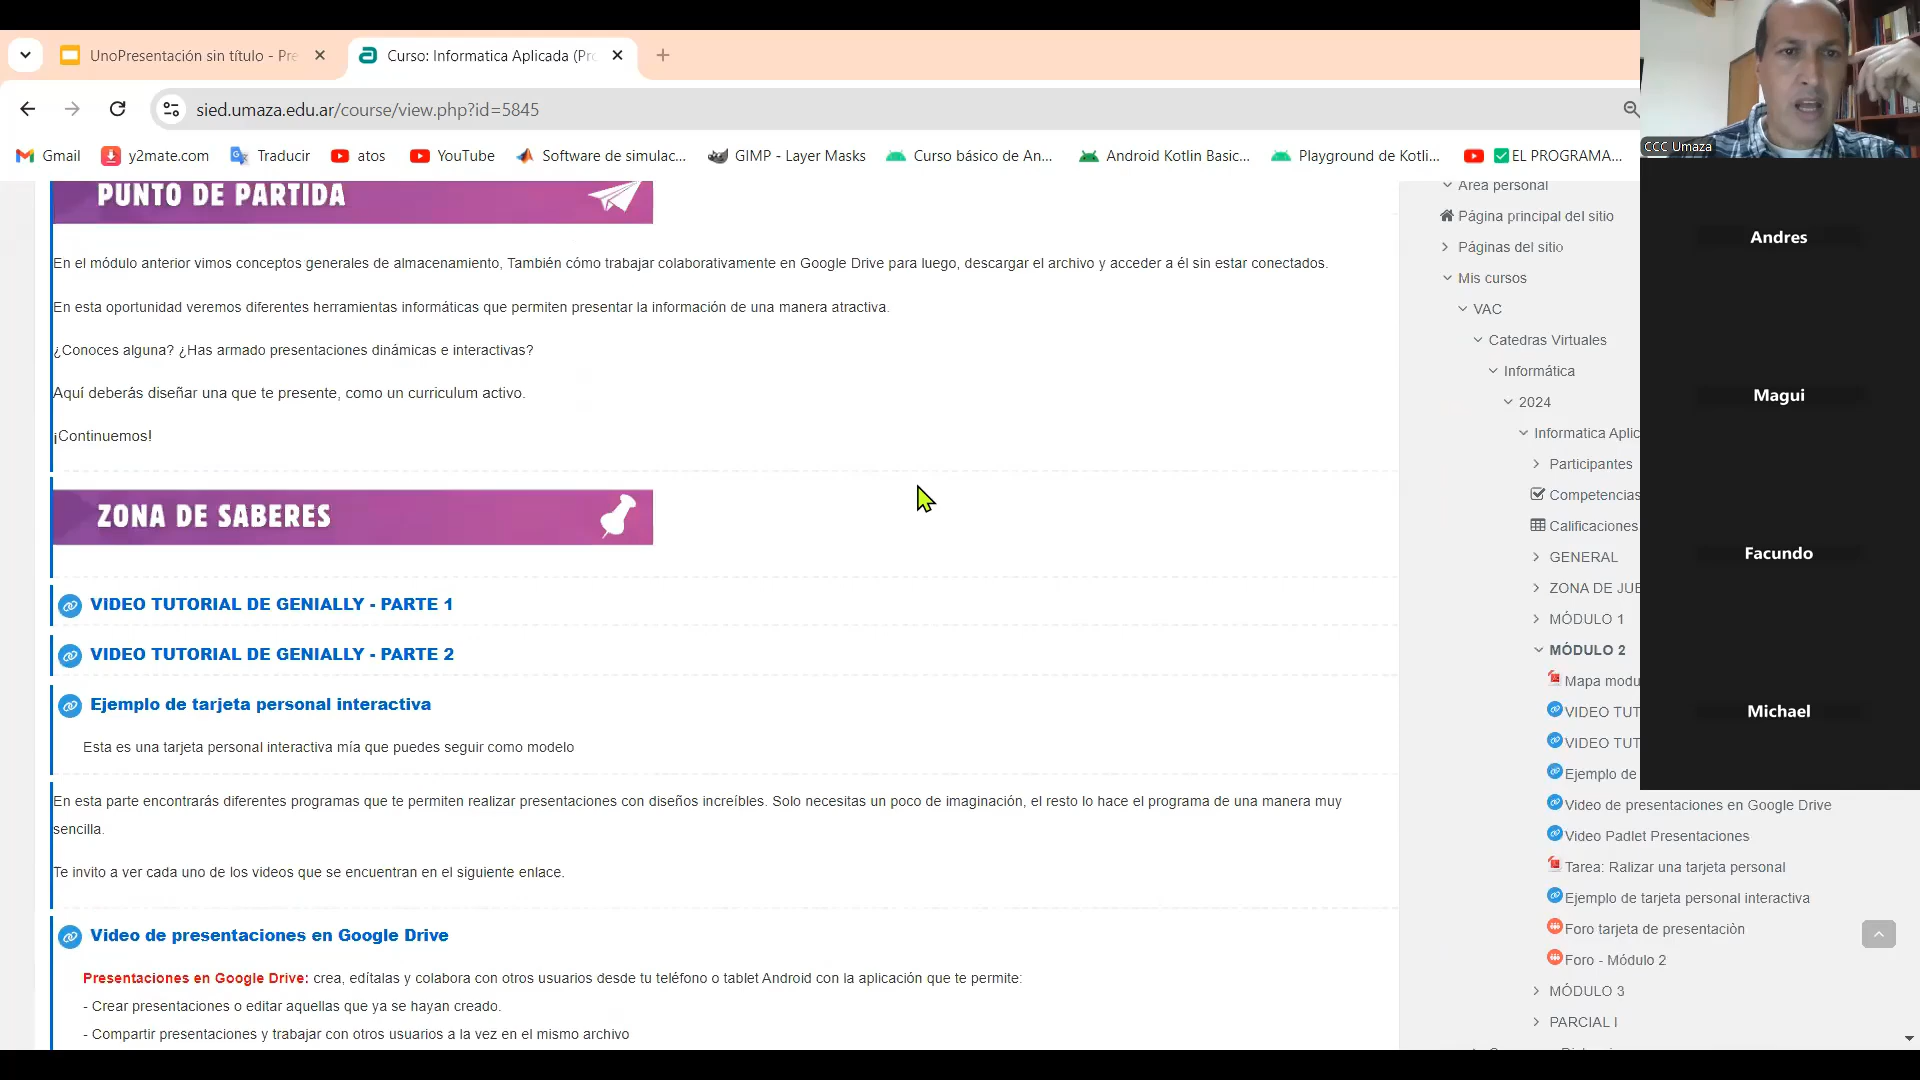 UnoPresentación sin título - Pre
Curso: Informatica Aplicada (Pro
sied.umaza.edu.ar/course/view.php?id=5845
Gmail
y2mate.com
Traducir
atos
YouTube
Software de simulac...
GIMP - Layer Masks
Curso básico de An...
Android Kotlin Basic...
Playground de Kotli...
EL PROGRAMA...
PUNTO DE PARTIDA
En el módulo anterior vimos conceptos generales de almacenamiento, También cómo trabajar colaborativamente en Google Drive para luego, descargar el archivo y acceder a él sin estar conectados.
En esta oportunidad veremos diferentes herramientas informáticas que permiten presentar la información de una manera atractiva.
¿Conoces alguna? ¿Has armado presentaciones dinámicas e interactivas?
Aquí deberás diseñar una que te presente, como un curriculum activo.
¡Continuemos!
ZONA DE SABERES
VIDEO TUTORIAL DE GENIALLY - PARTE 1
VIDEO TUTORIAL DE GENIALLY - PARTE 2
Ejemplo de tarjeta personal interactiva
Esta es una tarjeta personal interactiva mía que puedes seguir como modelo
En esta parte encontrarás diferentes programas que te permiten realizar presentaciones con diseños increíbles. Solo necesitas un poco de imaginación, el resto lo hace el programa de una manera muy
sencilla.
Te invito a ver cada uno de los videos que se encuentran en el siguiente enlace.
Video de presentaciones en Google Drive
Presentaciones en Google Drive: crea, edítalas y colabora con otros usuarios desde tu teléfono o tablet Android con la aplicación que te permite:
- Crear presentaciones o editar aquellas que ya se hayan creado.
- Compartir presentaciones y trabajar con otros usuarios a la vez en el mismo archivo
Area personal
Página principal del sitio
Páginas del sitio
Mis cursos
VAC
Catedras Virtuales
Informática
2024
Informatica Aplic
Participantes
Competencias
Calificaciones
GENERAL
ZONA DE JUE
MÓDULO 1
MÓDULO 2
Mapa modu
VIDEO TUT
VIDEO TUT
Ejemplo de
Video de presentaciones en Google Drive
Video Padlet Presentaciones
Tarea: Ralizar una tarjeta personal
Ejemplo de tarjeta personal interactiva
Foro tarjeta de presentaciòn
Foro - Módulo 2
MÓDULO 3
PARCIAL I
CCC Umaza
Andres
Magui
Facundo
Michael